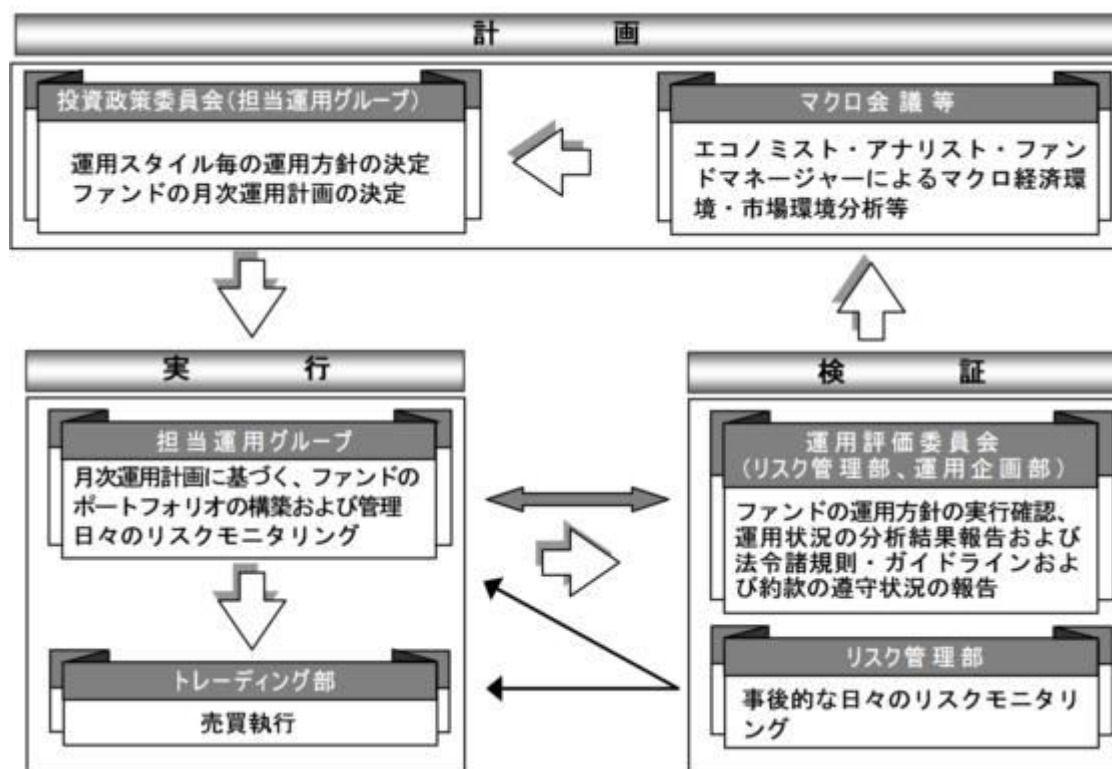 計画
投資政策委員会(担当運用グループ)
運用スタイル毎の運用方針の決定
ファンドの月次運用計画の決定
マクロ会議等
エコノミスト・アナリスト・ファン
ドマネージャーによるマクロ経済環
境・市場環境分析等
実行
担当運用グループ
月次運用計画に基づく、ファンドの
ポートフォリオの構築および管理
日々のリスクモニタリング
トレーディング部
売買執行
検証
運用評価委員会
(リスク管理部、運用企画部)
ファンドの運用方針の実行確認、
運用状況の分析結果報告および
法令諸規則・ガイドラインおよ
び約款の遵守状況の報告
リスク管理部
事後的な日々のリスクモニタリ
ング